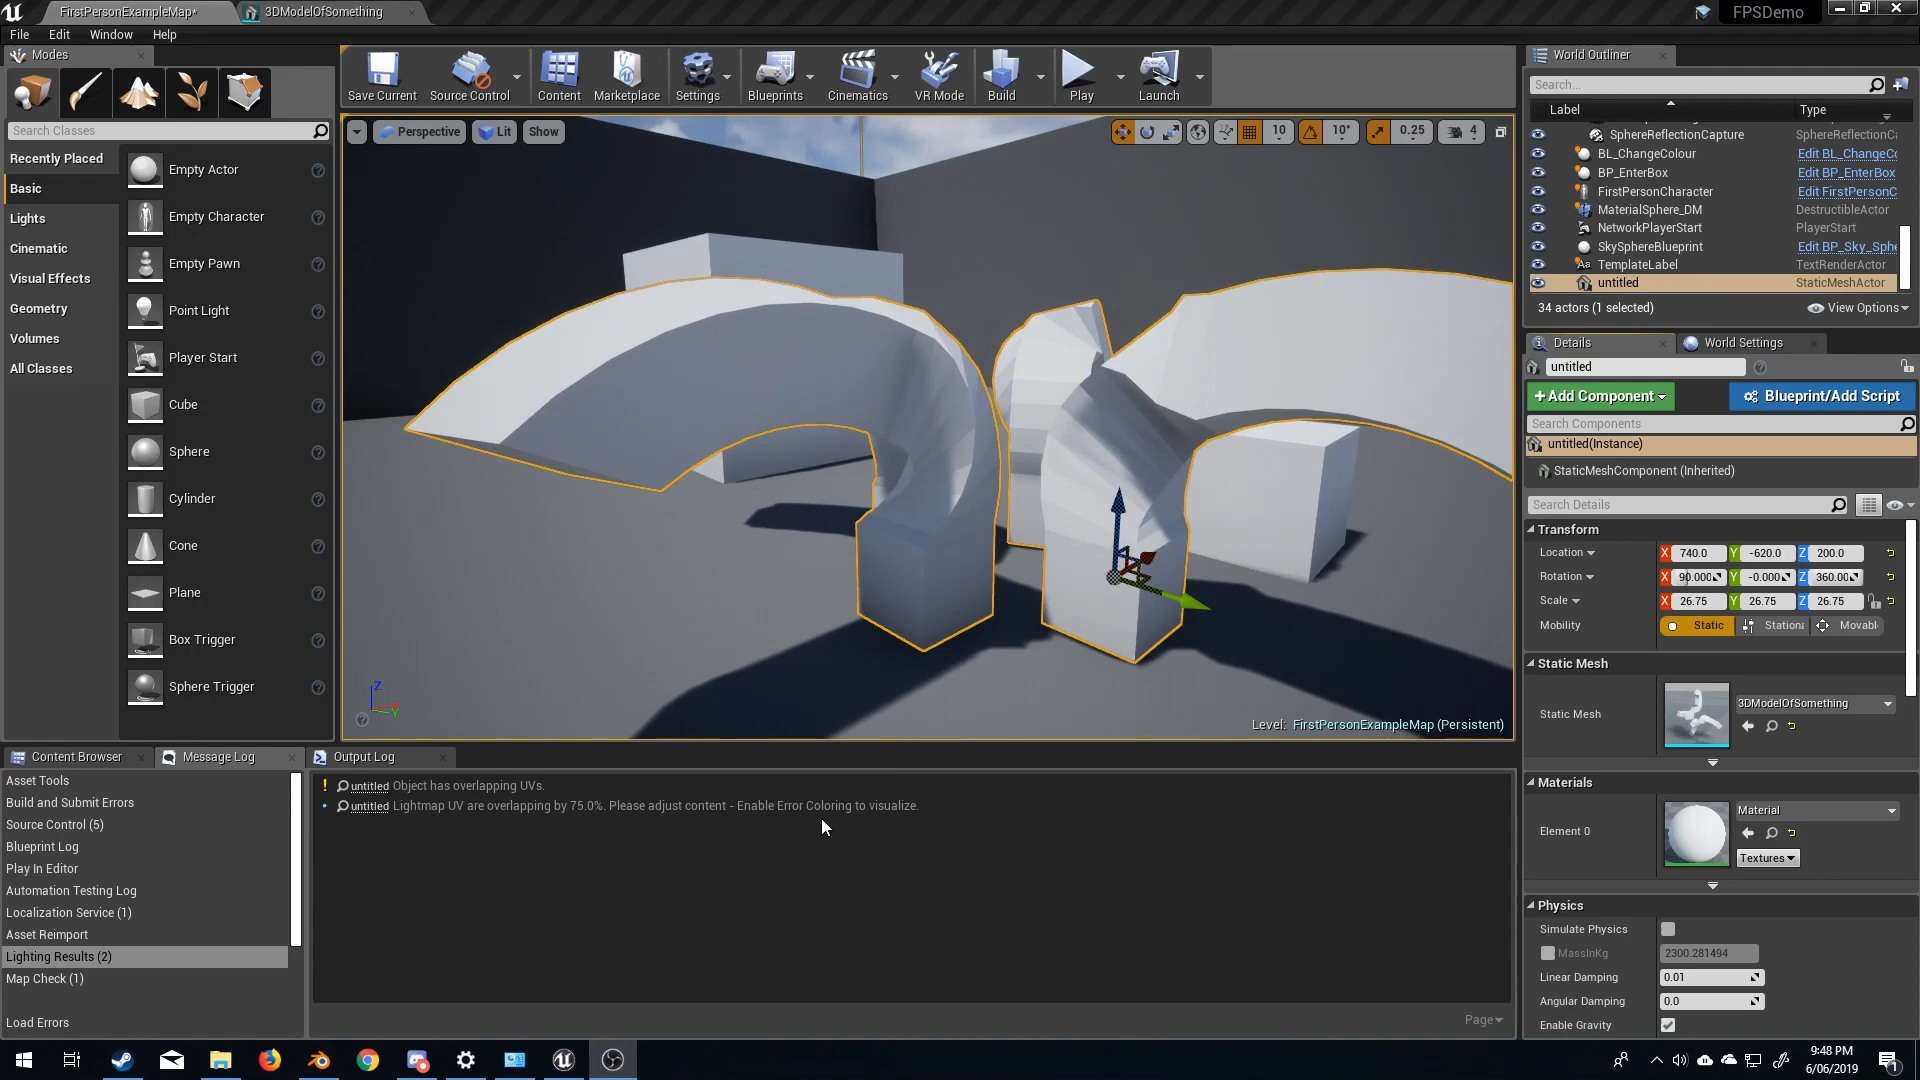 FirstPersonExampleMap*
3DModelOfSomething
FPSDemo
File
Edit
Window
Help
Modes
Search Classes
Recently Placed
Basic
Lights
Cinematic
Visual Effects
Geometry
Volumes
All Classes
Empty Actor
Empty Character
Empty Pawn
Point Light
Player Start
Cube
Sphere
Cylinder
Cone
Plane
Box Trigger
Sphere Trigger
Save Current
Source Control
Content
Marketplace
Settings
Blueprints
Cinematics
VR Mode
Build
Play
Launch
Perspective
Lit
Show
10
10°
0.25
4
Z
Level: FirstPersonExampleMap (Persistent)
World Outliner
Search...
Label
Type
SphereReflectionCapture
SphereReflectionCa
BL_ChangeColour
Edit BL_ChangeCo
BP_EnterBox
Edit BP_EnterBox
FirstPersonCharacter
Edit FirstPersonC
MaterialSphere_DM
DestructibleActor
NetworkPlayerStart
PlayerStart
SkySphereBlueprint
Edit BP_Sky_Sphe
TemplateLabel
TextRenderActor
untitled
StaticMeshActor
34 actors (1 selected)
View Options
Details
World Settings
untitled
+Add Component
Blueprint/Add Script
Search Components
untitled(Instance)
StaticMeshComponent (Inherited)
Search Details
Transform
Location
X 740.0
Y -620.0
Z 200.0
Rotation
X 90.000
Y -0.000
Z 360.00
Scale
X 26.75
Y 26.75
Z 26.75
Mobility
Static
Stationa
Movabl
Static Mesh
Static Mesh
3DModelOfSomething
Materials
Element 0
Material
Textures
Physics
Simulate Physics
MassInKg
2300.281494
Linear Damping
0.01
Angular Damping
0.0
Enable Gravity
Content Browser
Message Log
Output Log
Asset Tools
Build and Submit Errors
Source Control (5)
Blueprint Log
Play In Editor
Automation Testing Log
Localization Service (1)
Asset Reimport
Lighting Results (2)
Map Check (1)
Load Errors
untitled Object has overlapping UVs.
untitled Lightmap UV are overlapping by 75.0%. Please adjust content - Enable Error Coloring to visualize.
Page
9:48 PM
6/06/2019
1